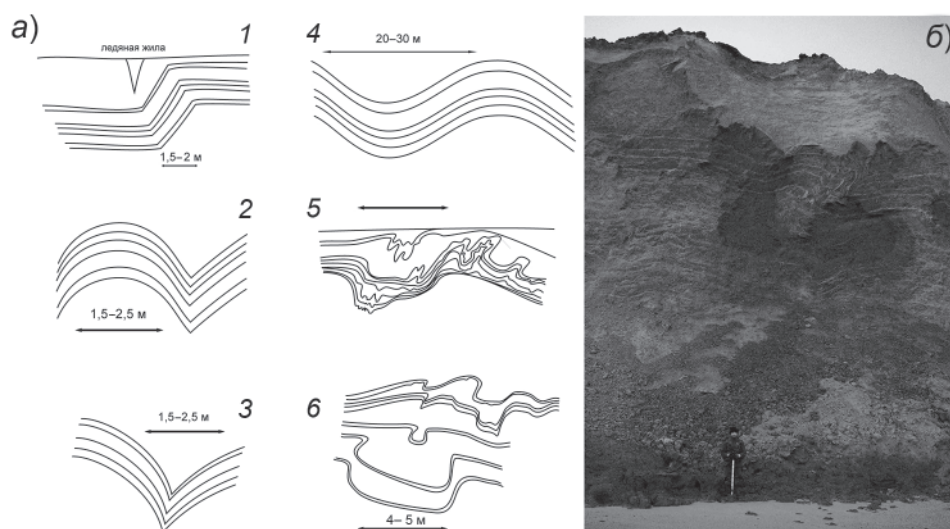 а)
1
ледяная жила
1,5–2 м
2
1,5–2,5 м
3
1,5–2,5 м
4
20–30 м
5
6
4– 5 м
б)